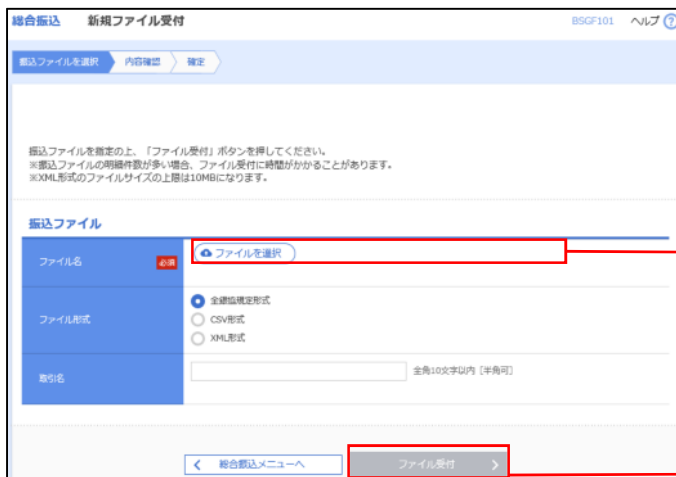 総合振込 新規ファイル受付 BSGF101 ヘルプ ?
振込ファイルを選択 内容確認 確定
振込ファイルを指定の上、「ファイル受付」ボタンを押してください。
※振込ファイルの明細件数が多い場合、ファイル受付に時間がかかることがあります。
※XML形式のファイルサイズの上限は10MBになります。
振込ファイル
ファイル名 必須 ファイルを選択
ファイル形式
全銀協規定形式
CSV形式
XML形式
取引名 全角10文字以内 [半角可]
総合振込メニューへ ファイル受付